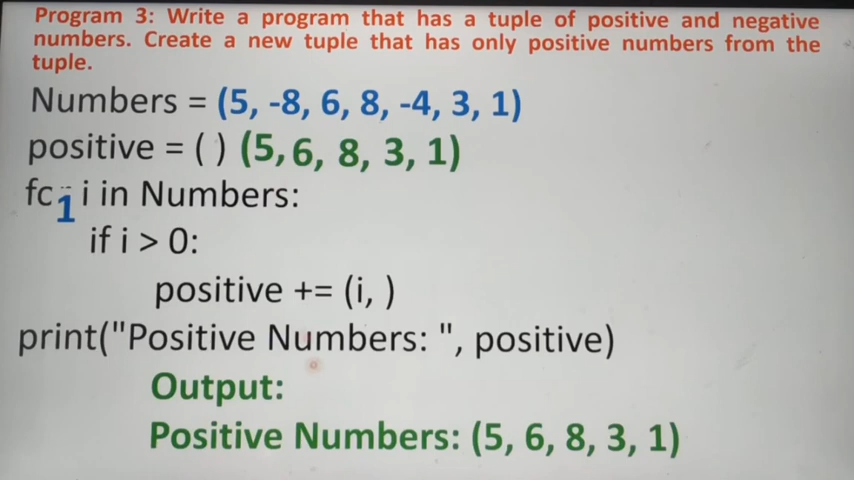 Program 3: Write a program that has a tuple of positive and negative
numbers. Create a new tuple that has only positive numbers from the
tuple.
Numbers = (5, -8, 6, 8, -4, 3, 1)
positive = ( ) (5, 6, 8, 3, 1)
fc 1 i in Numbers:
if i > 0:
positive += (i, )
print("Positive Numbers: ", positive)
Output:
Positive Numbers: (5, 6, 8, 3, 1)